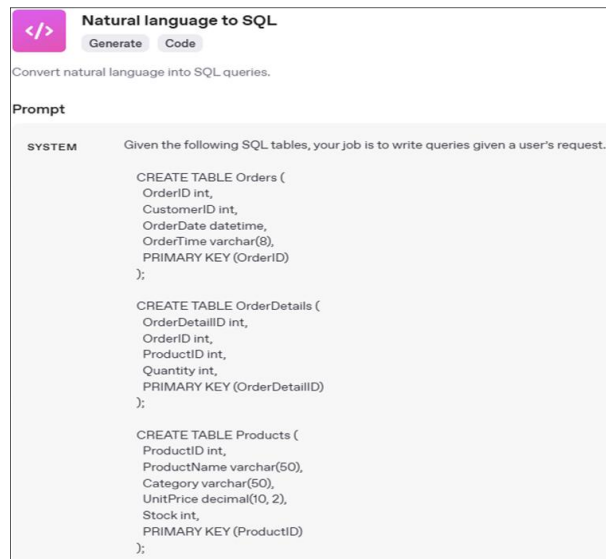 </>
Natural language to SQL
Generate Code
Convert natural language into SQL queries.
Prompt
SYSTEM Given the following SQL tables, your job is to write queries given a user's request.
CREATE TABLE Orders (
OrderID int,
CustomerID int,
OrderDate datetime,
OrderTime varchar(8),
PRIMARY KEY (OrderID)
);
CREATE TABLE OrderDetails (
OrderDetailID int,
OrderID int,
ProductID int,
Quantity int,
PRIMARY KEY (OrderDetailID)
);
CREATE TABLE Products (
ProductID int,
ProductName varchar(50),
Category varchar(50),
UnitPrice decimal(10, 2),
Stock int,
PRIMARY KEY (ProductID)
);